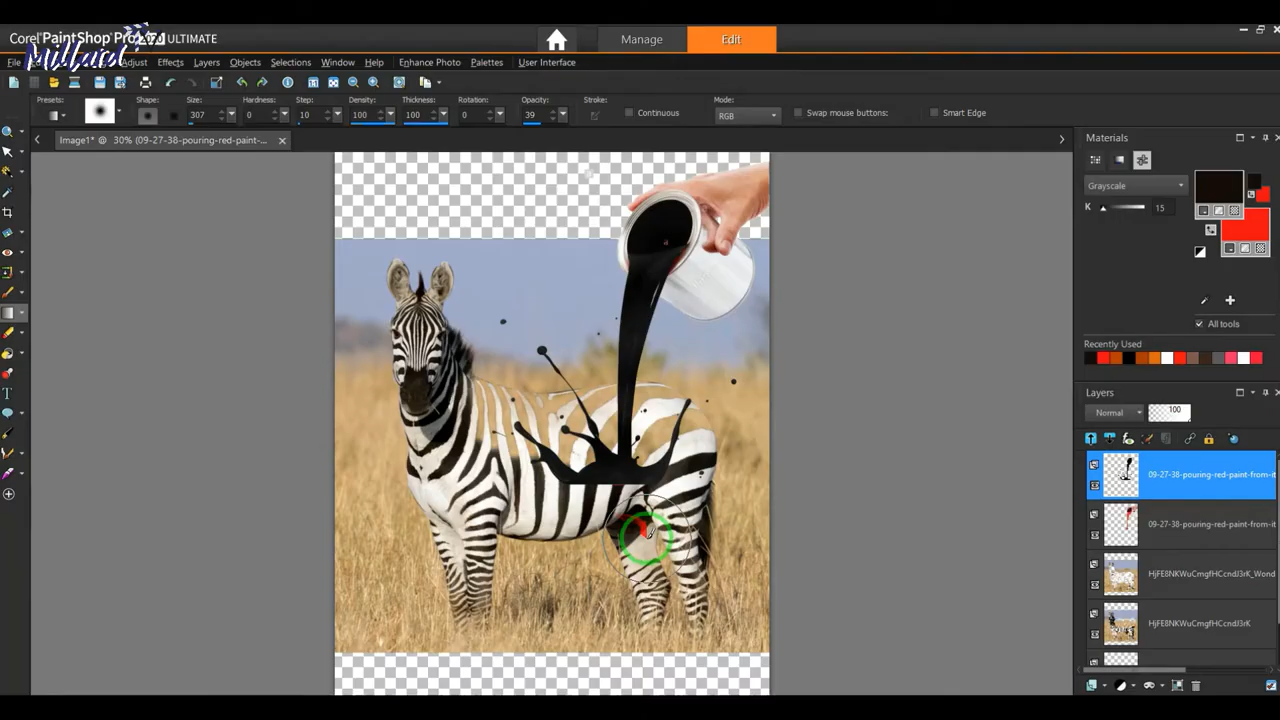 Corel PaintShop Pro 2020 ULTIMATE
Millard
Manage
Edit
File
Adjust Effects Layers Objects Selections Window Help Enhance Photo Palettes User Interface
Presets: Shape: Size: Hardness: Step: Density: Thickness: Rotation: Opacity: Stroke: Mode:
307 0 10 100 100 0 39 Continuous RGB Swap mouse buttons: Smart Edge
Image1* @ 30% (09-27-38-pouring-red-paint-...
Materials
Grayscale
K 15
All tools
Recently Used
Layers
Normal 100
09-27-38-pouring-red-paint-from-it
09-27-38-pouring-red-paint-from-it
HjFE8NKWuCmgfHCcndJ3rK_Wond
HjFE8NKWuCmgfHCcndJ3rK